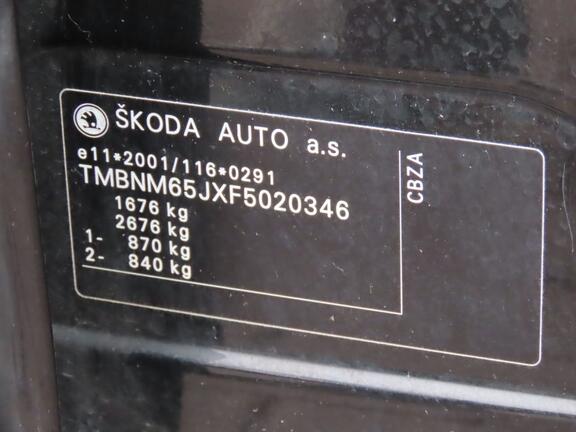 ŠKODA AUTO a.s.
e11*2001/116*0291
TMBNM65JXF5020346
1676 kg
2676 kg
1- 870 kg
2- 840 kg
CBZA